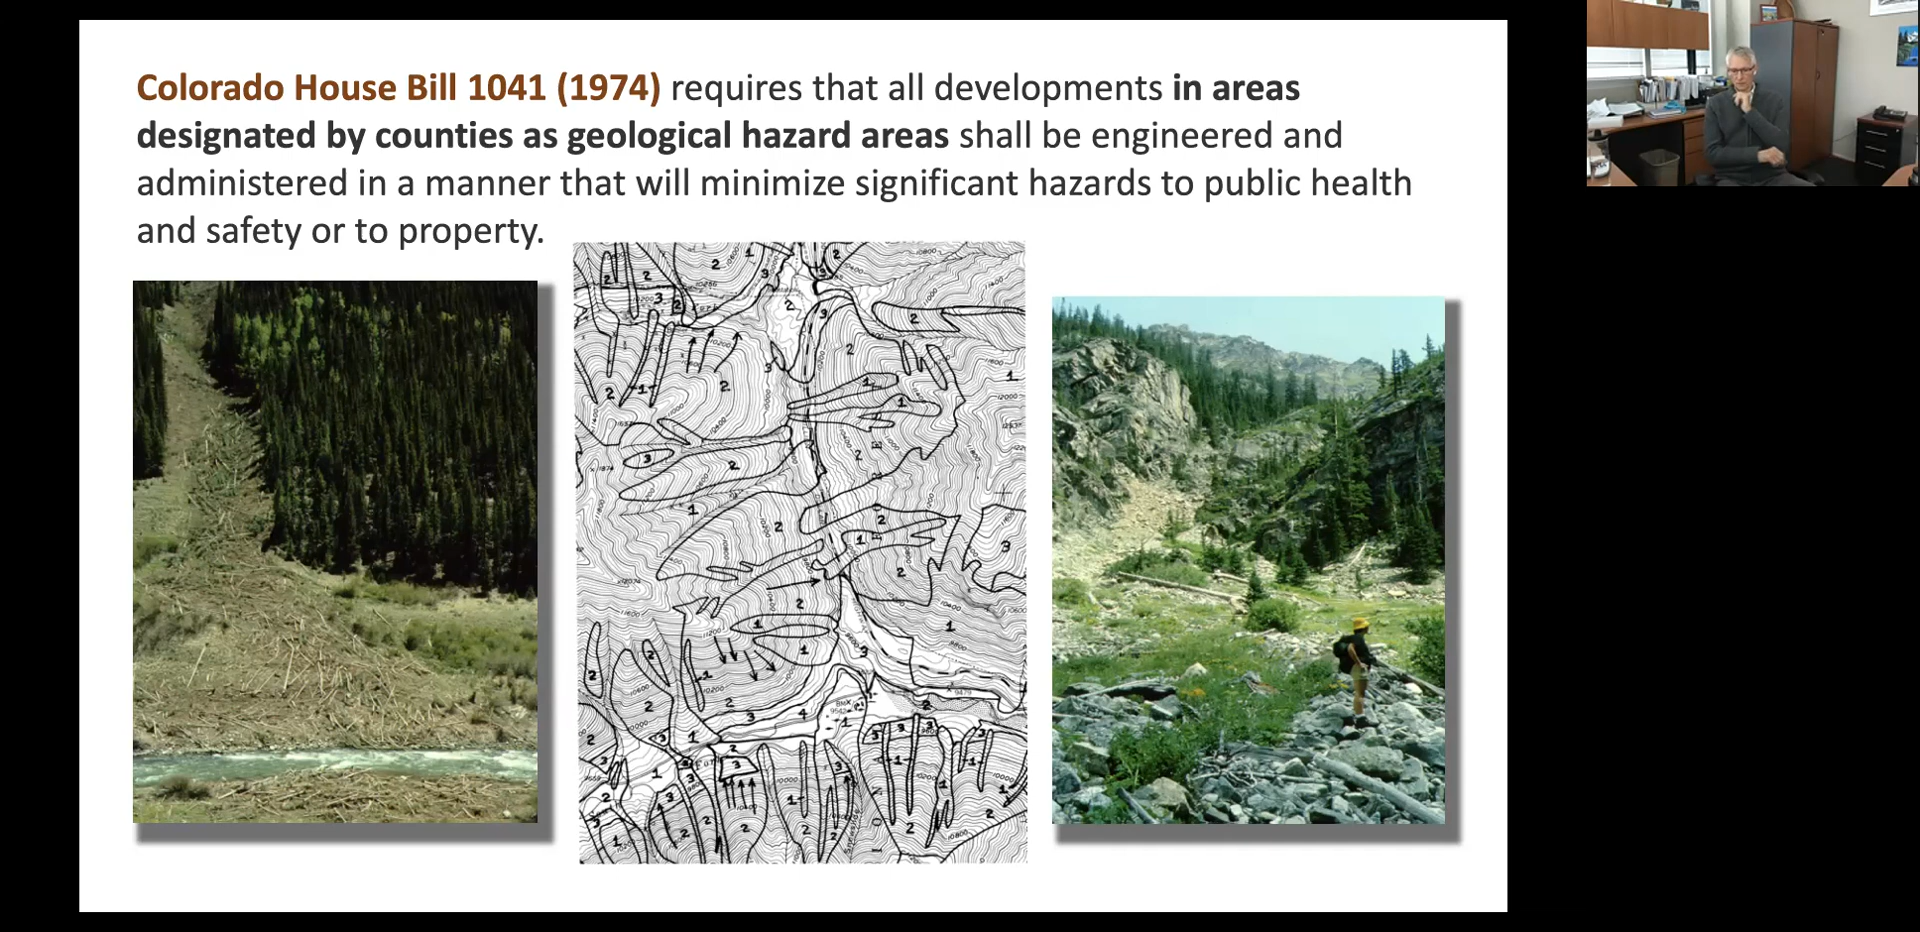 Colorado House Bill 1041 (1974) requires that all developments in areas
designated by counties as geological hazard areas shall be engineered and
administered in a manner that will minimize significant hazards to public health
and safety or to property.